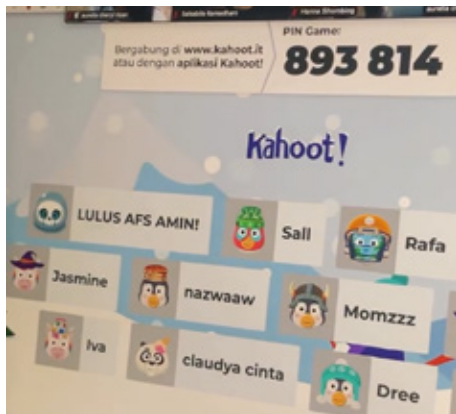 PIN Game:
Bergabung di www.kahoot.it
atau dengan aplikasi Kahoot!
893 814
Kahoot!
LULUS AFS AMIN!
Sall
Rafa
Jasmine
nazwaaw
Momzzz
Iva
claudya cinta
Dree